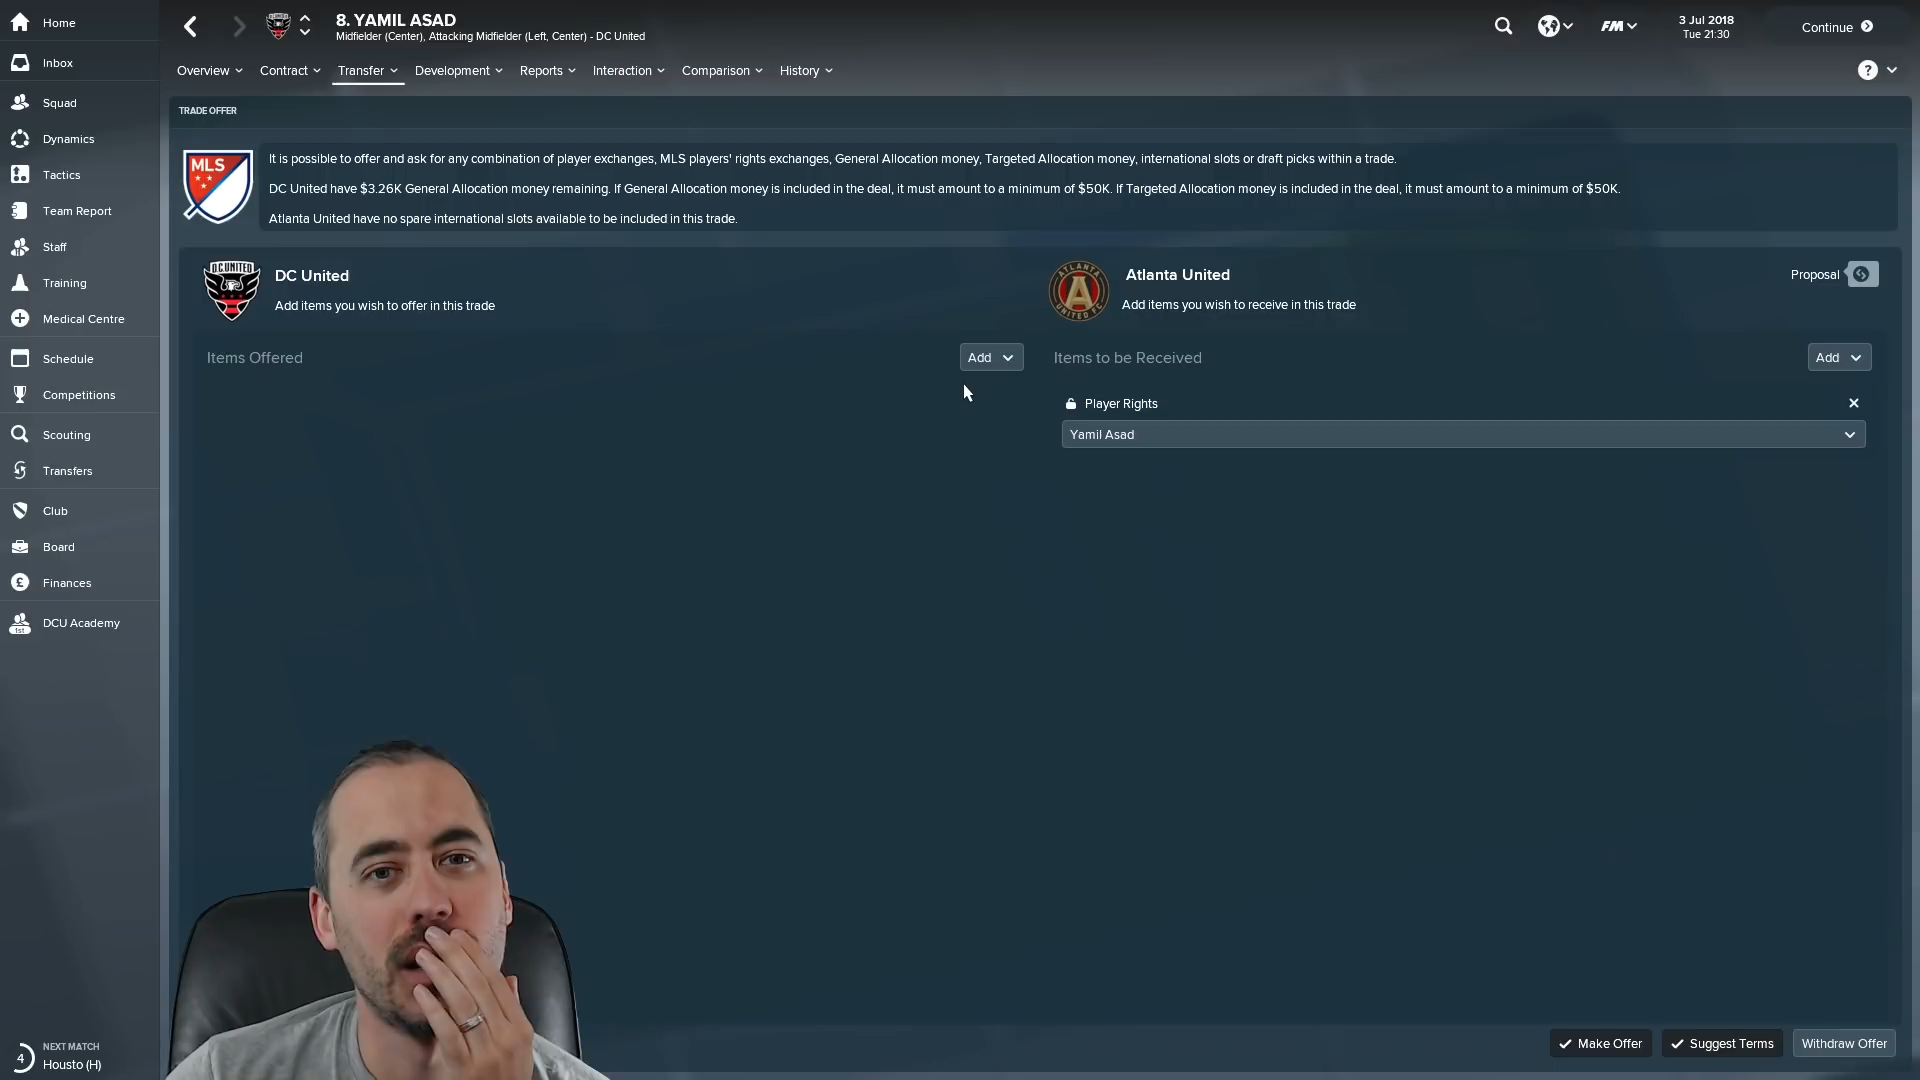 Home
Inbox
Squad
Dynamics
Tactics
Team Report
Staff
Training
Medical Centre
Schedule
Competitions
Scouting
Transfers
Club
Board
Finances
1st
DCU Academy
4
NEXT MATCH
Housto (H)
8. YAMIL ASAD
Midfielder (Center), Attacking Midfielder (Left, Center) - DC United
FM
3 Jul 2018
Tue 21:30
Continue
Overview
Contract
Transfer
Development
Reports
Interaction
Comparison
History
?
TRADE OFFER
MLS
It is possible to offer and ask for any combination of player exchanges, MLS players' rights exchanges, General Allocation money, Targeted Allocation money, international slots or draft picks within a trade.
DC United have $3.26K General Allocation money remaining. If General Allocation money is included in the deal, it must amount to a minimum of $50K. If Targeted Allocation money is included in the deal, it must amount to a minimum of $50K.
Atlanta United have no spare international slots available to be included in this trade.
D.C.UNITED
DC United
Add items you wish to offer in this trade
ATLANTA
A
UNITED FC
Atlanta United
Add items you wish to receive in this trade
Proposal
Items Offered
Add
Items to be Received
Add
Player Rights
Yamil Asad
Make Offer
Suggest Terms
Withdraw Offer